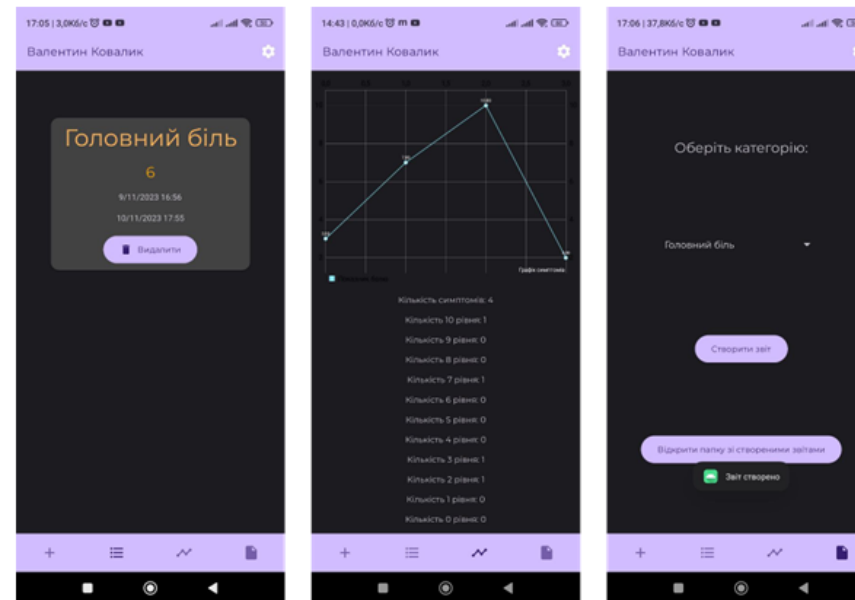 17:05 | 3,0Кб/с
Валентин Ковалик
Головний біль
6
9/11/2023 16:56
10/11/2023 17:55
Видалити
14:43 | 0,0Кб/с
Валентин Ковалик
Графік симптомів
Кількість симптомів: 4
Кількість 10 рівня: 1
Кількість 9 рівня: 0
Кількість 8 рівня: 0
Кількість 7 рівня: 1
Кількість 6 рівня: 0
Кількість 5 рівня: 0
Кількість 4 рівня: 0
Кількість 3 рівня: 1
Кількість 2 рівня: 1
Кількість 1 рівня: 0
Кількість 0 рівня: 0
17:06 | 37,8Кб/с
Валентин Ковалик
Оберіть категорію:
Головний біль
Створити звіт
Відкрити папку зі створеними звітами
Звіт створено